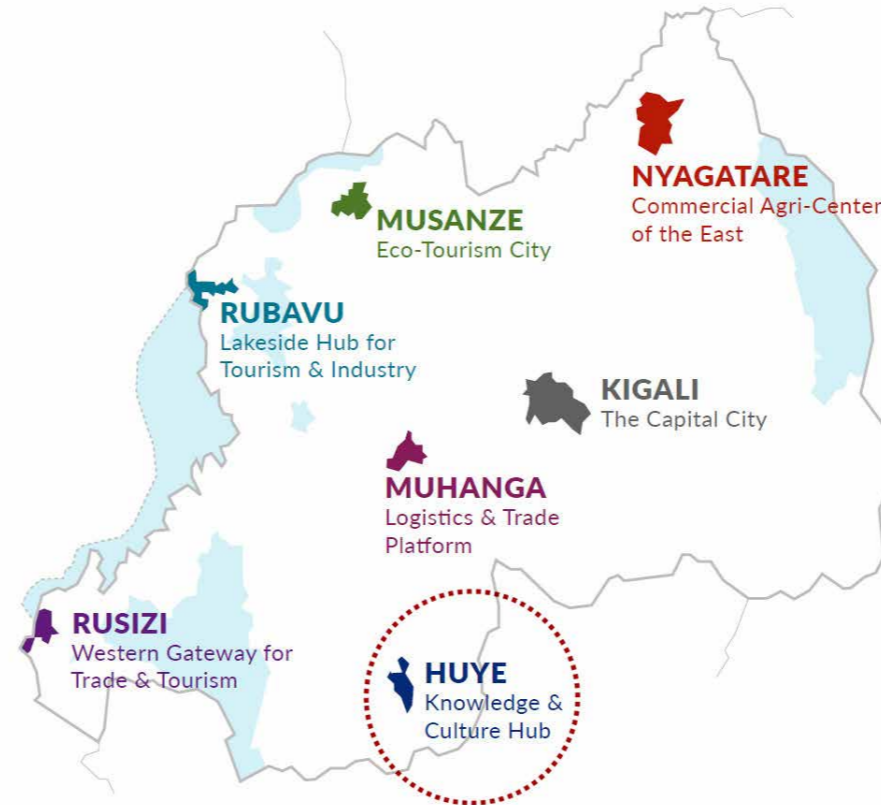 NYAGATARE
Commercial Agri-Center
of the East
MUSANZE
Eco-Tourism City
RUBAVU
Lakeside Hub for
Tourism & Industry
KIGALI
The Capital City
MUHANGA
Logistics & Trade
Platform
RUSIZI
Western Gateway for
Trade & Tourism
HUYE
Knowledge &
Culture Hub